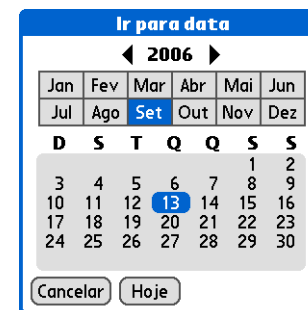 Ir para data
2006
Jan Fev Mar Abr Mai Jun
Jul Ago Set Out Nov Dez
D S T Q Q S S
1 2
3 4 5 6 7 8 9
10 11 12 13 14 15 16
17 18 19 20 21 22 23
24 25 26 27 28 29 30
Cancelar Hoje